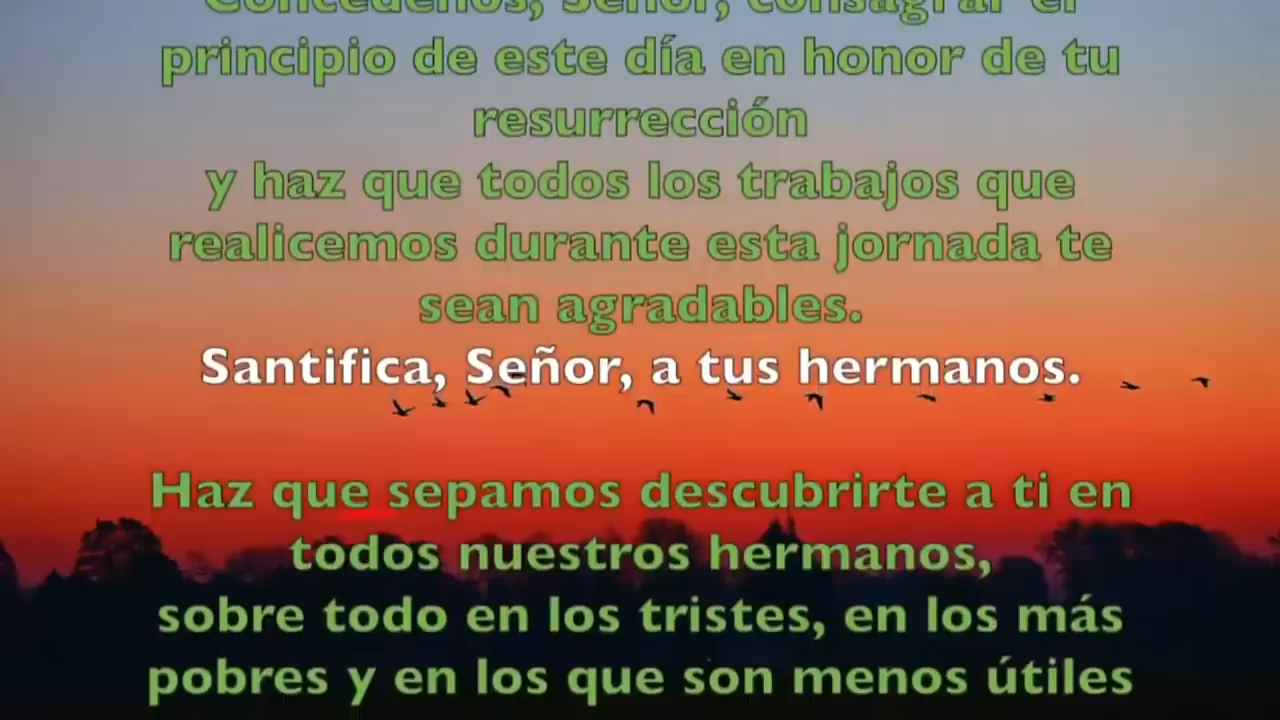 Concédenos, Señor, consagrar el
principio de este día en honor de tu
resurrección
y haz que todos los trabajos que
realicemos durante esta jornada te
sean agradables.
Santifica, Señor, a tus hermanos.
Haz que sepamos descubrirte a ti en
todos nuestros hermanos,
sobre todo en los tristes, en los más
pobres y en los que son menos útiles